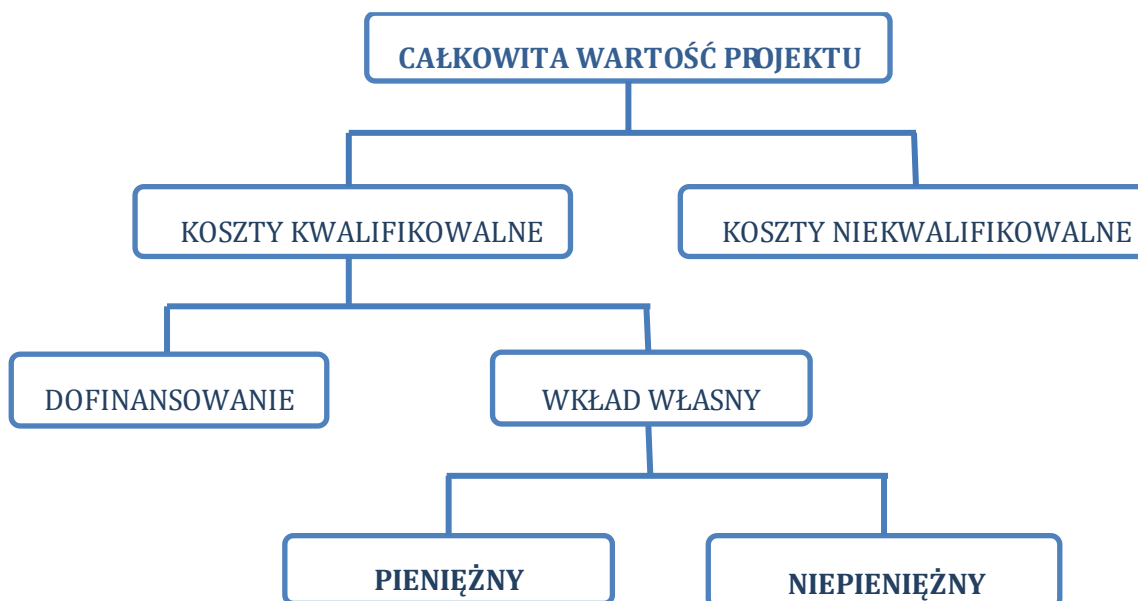 CAŁKOWITA WARTOŚĆ PROJEKTU
KOSZTY KWALIFIKOWALNE
KOSZTY NIEKWALIFIKOWALNE
DOFINANSOWANIE
WKŁAD WŁASNY
PIENIĘŻNY
NIEPIENIĘŻNY